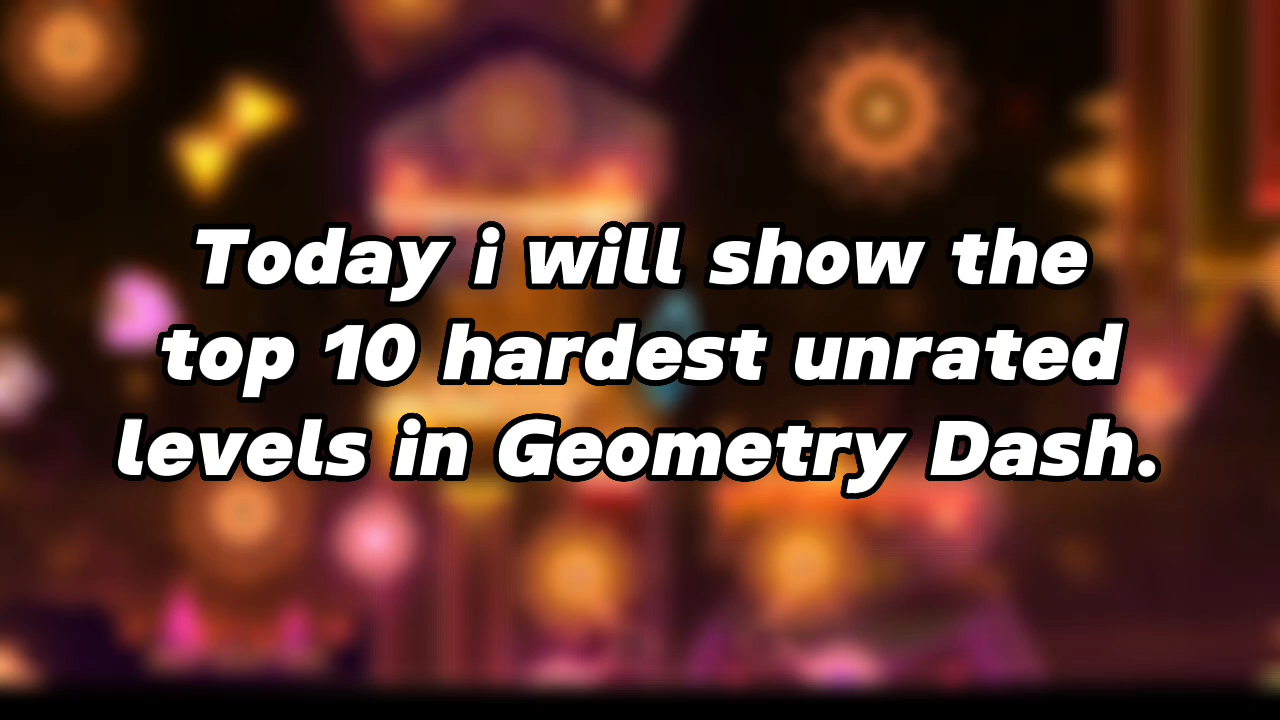 Today i will show the
top 10 hardest unrated
levels in Geometry Dash.